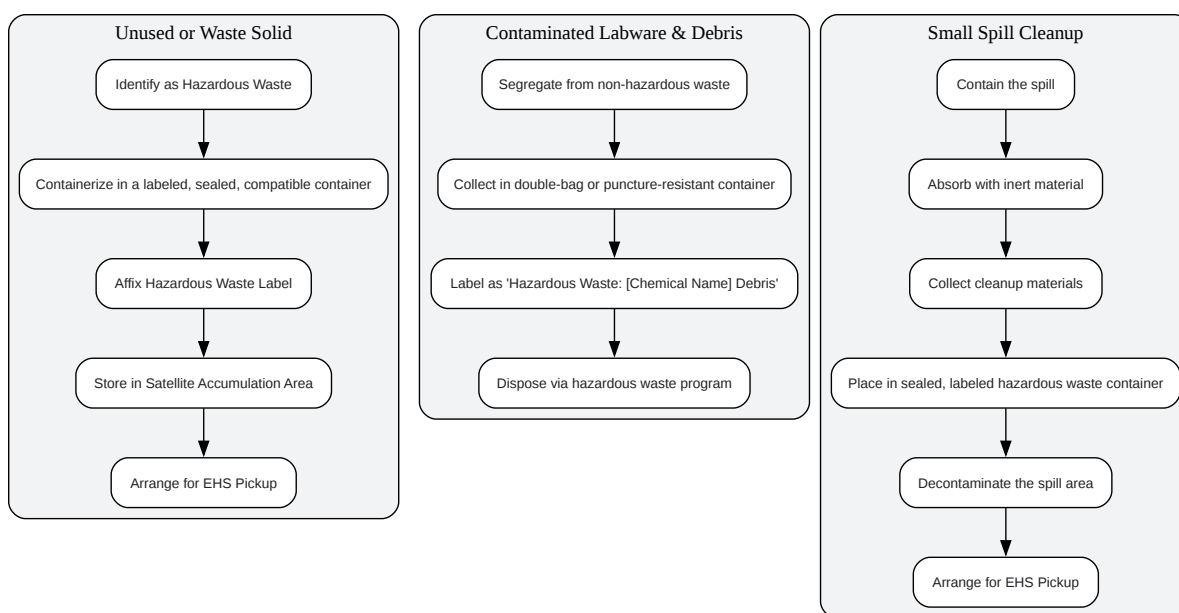 Unused or Waste Solid
Identify as Hazardous Waste
Containerize in a labeled, sealed, compatible container
Affix Hazardous Waste Label
Store in Satellite Accumulation Area
Arrange for EHS Pickup
Contaminated Labware & Debris
Segregate from non-hazardous waste
Collect in double-bag or puncture-resistant container
Label as 'Hazardous Waste: [Chemical Name] Debris'
Dispose via hazardous waste program
Small Spill Cleanup
Contain the spill
Absorb with inert material
Collect cleanup materials
Place in sealed, labeled hazardous waste container
Decontaminate the spill area
Arrange for EHS Pickup